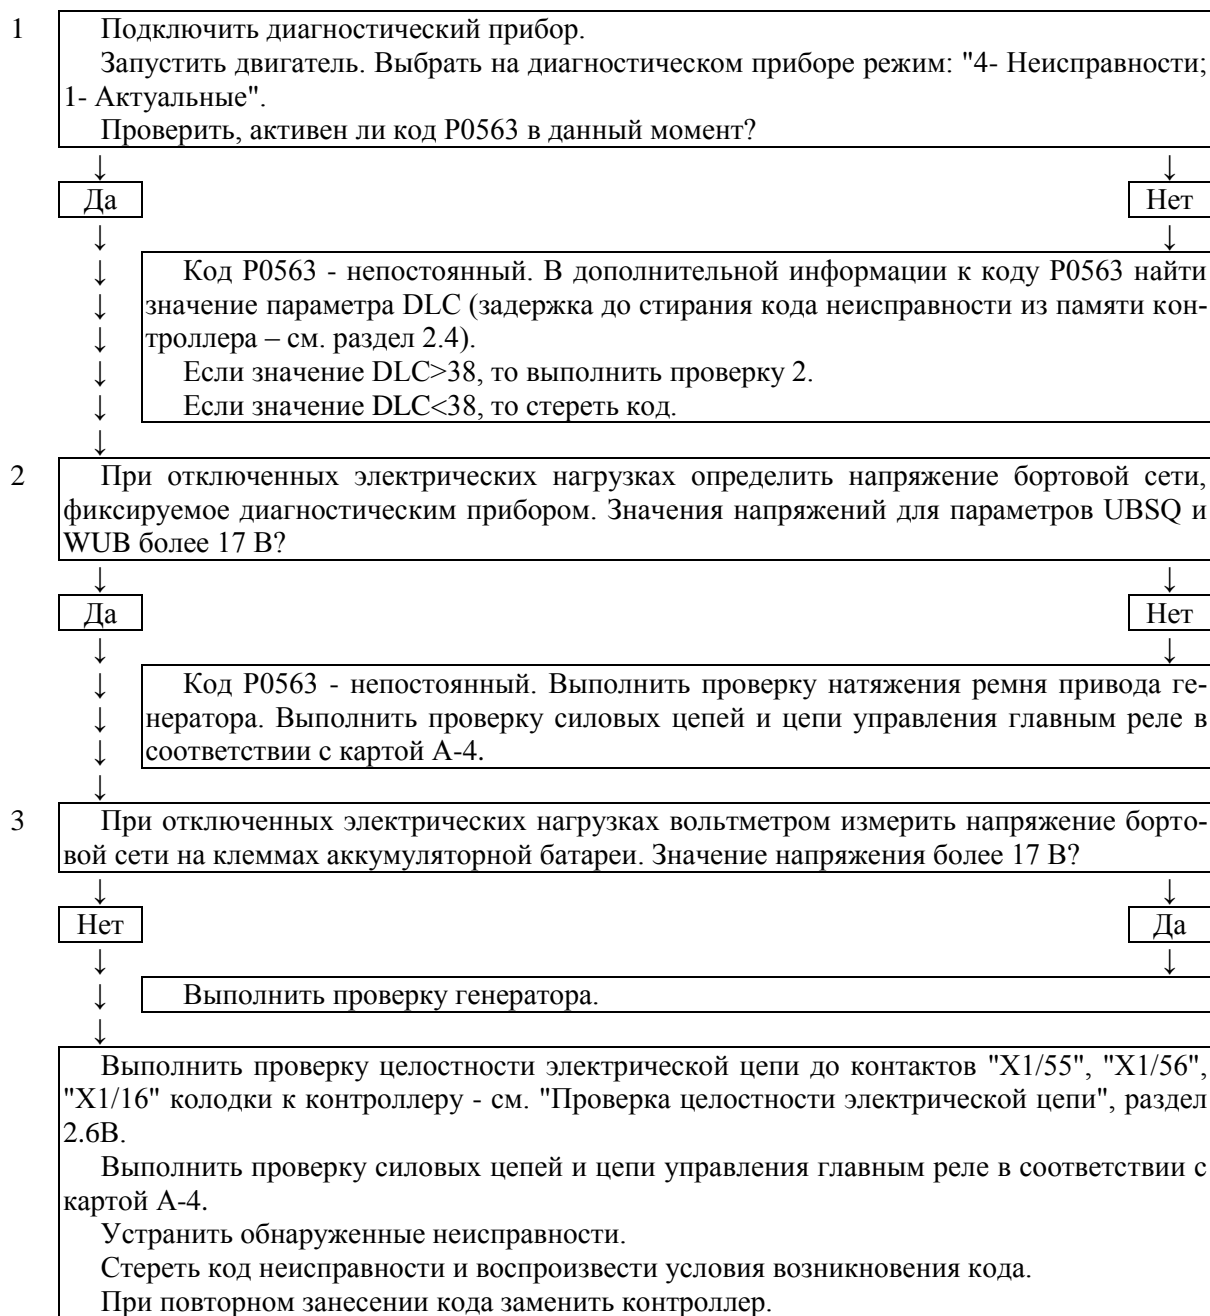 1 Подключить диагностический прибор.
Запустить двигатель. Выбрать на диагностическом приборе режим: "4- Неисправности;
1- Актуальные".
Проверить, активен ли код Р0563 в данный момент?
↓ ↓
Да Нет
↓ ↓
↓ Код Р0563 - непостоянный. В дополнительной информации к коду Р0563 найти
↓ значение параметра DLC (задержка до стирания кода неисправности из памяти кон-
↓ троллера – см. раздел 2.4).
↓ Если значение DLC>38, то выполнить проверку 2.
↓ Если значение DLC<38, то стереть код.
↓
2 При отключенных электрических нагрузках определить напряжение бортовой сети,
фиксируемое диагностическим прибором. Значения напряжений для параметров UBSQ и
WUB более 17 В?
↓ ↓
Да Нет
↓ ↓
↓ Код Р0563 - непостоянный. Выполнить проверку натяжения ремня привода ге-
↓ нератора. Выполнить проверку силовых цепей и цепи управления главным реле в
↓ соответствии с картой А-4.
↓
3 При отключенных электрических нагрузках вольтметром измерить напряжение борто-
вой сети на клеммах аккумуляторной батареи. Значение напряжения более 17 В?
↓ ↓
Нет Да
↓ ↓
↓ Выполнить проверку генератора.
↓
Выполнить проверку целостности электрической цепи до контактов "X1/55", "X1/56",
"X1/16" колодки к контроллеру - см. "Проверка целостности электрической цепи", раздел
2.6В.
Выполнить проверку силовых цепей и цепи управления главным реле в соответствии с
картой А-4.
Устранить обнаруженные неисправности.
Стереть код неисправности и воспроизвести условия возникновения кода.
При повторном занесении кода заменить контроллер.